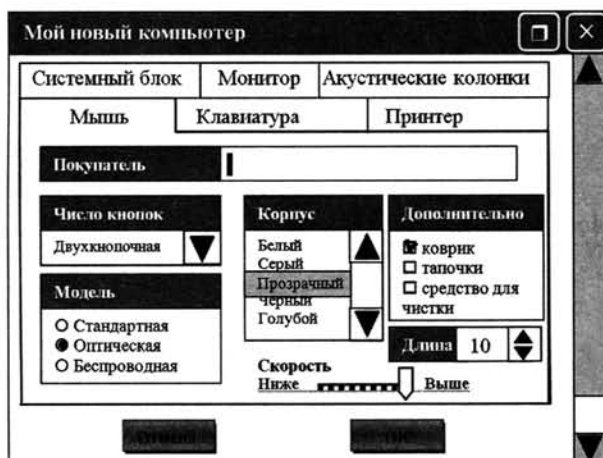 Мой новый компьютер
Системный блок Монитор Акустические колонки
Мышь Клавиатура Принтер
Покупатель
Число кнопок
Двухкнопочная
Модель
Стандартная
Оптическая
Беспроводная
Корпус
Белый
Серый
Прозрачный
Черный
Голубой
Дополнительно
коврик
тапочки
средство для
чистки
Длина 10
Скорость
Ниже Выше